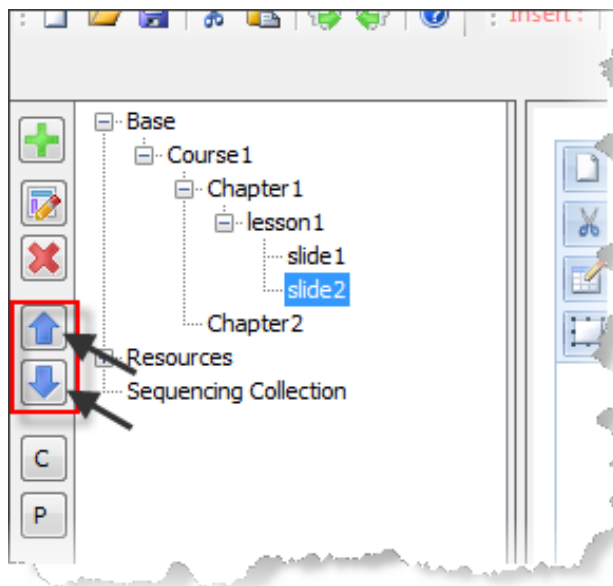 Insert :
Base
Course1
Chapter1
lesson1
slide1
slide2
Chapter2
Resources
Sequencing Collection
C
P